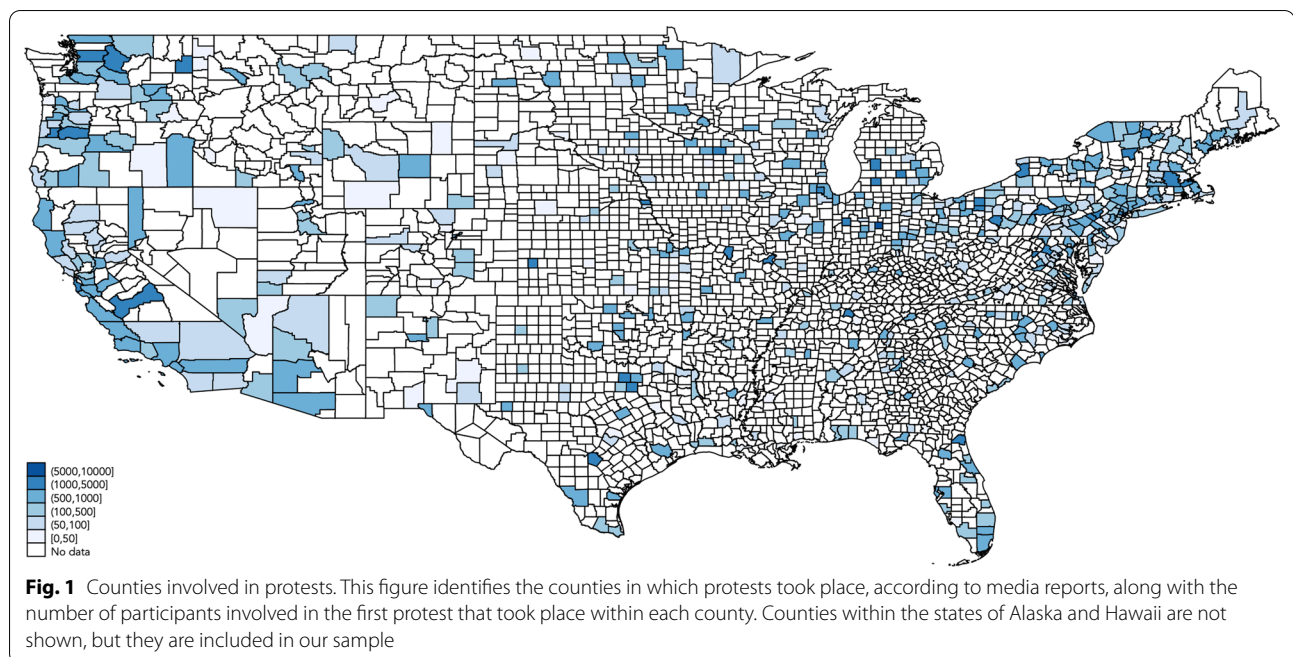 (5000,10000]
(1000,5000]
(500,1000]
(100,500]
(50,100]
[0,50]
No data
Fig. 1 Counties involved in protests. This figure identifies the counties in which protests took place, according to media reports, along with the
number of participants involved in the first protest that took place within each county. Counties within the states of Alaska and Hawaii are not
shown, but they are included in our sample